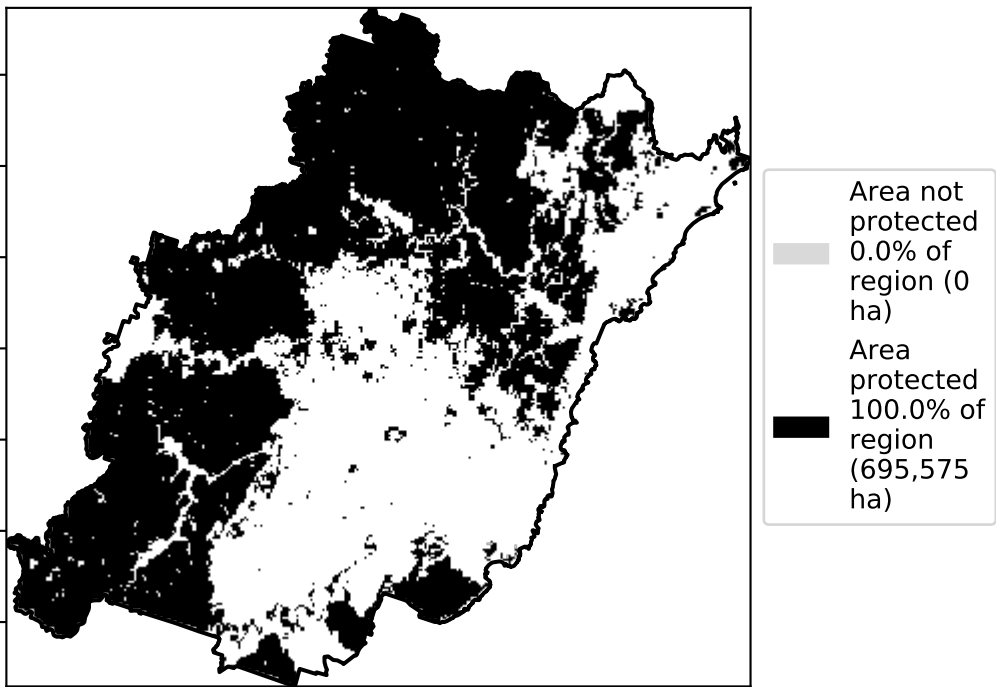 Area not
protected
0.0% of
region (0
ha)
Area
protected
100.0% of
region
(695,575
ha)